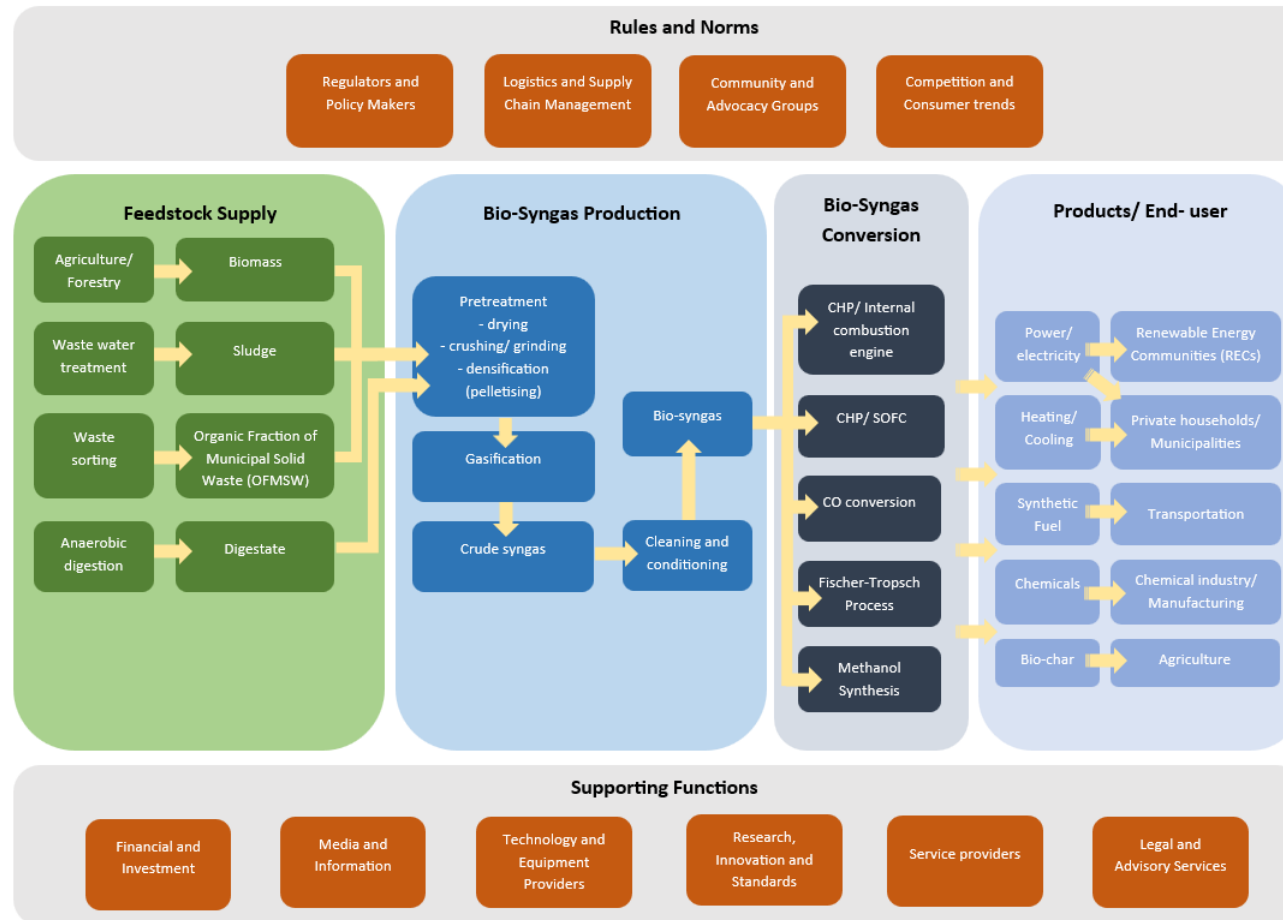 Rules and Norms
Regulators and
Policy Makers
Logistics and Supply
Chain Management
Community and
Advocacy Groups
Competition and
Consumer trends
Feedstock Supply
Agriculture/
Forestry
Biomass
Waste water
treatment
Sludge
Waste
sorting
Organic Fraction of
Municipal Solid
Waste (OFMSW)
Anaerobic
digestion
Digestate
Bio-Syngas Production
Pretreatment
- drying
- crushing/ grinding
- densification
(pelletising)
Gasification
Crude syngas
Cleaning and
conditioning
Bio-syngas
Bio-Syngas
Conversion
CHP/ Internal
combustion
engine
CHP/ SOFC
CO conversion
Fischer-Tropsch
Process
Methanol
Synthesis
Products/ End- user
Power/
electricity
Renewable Energy
Communities (RECs)
Heating/
Cooling
Private households/
Municipalities
Synthetic
Fuel
Transportation
Chemicals
Chemical industry/
Manufacturing
Bio-char
Agriculture
Supporting Functions
Financial and
Investment
Media and
Information
Technology and
Equipment
Providers
Research,
Innovation and
Standards
Service providers
Legal and
Advisory Services